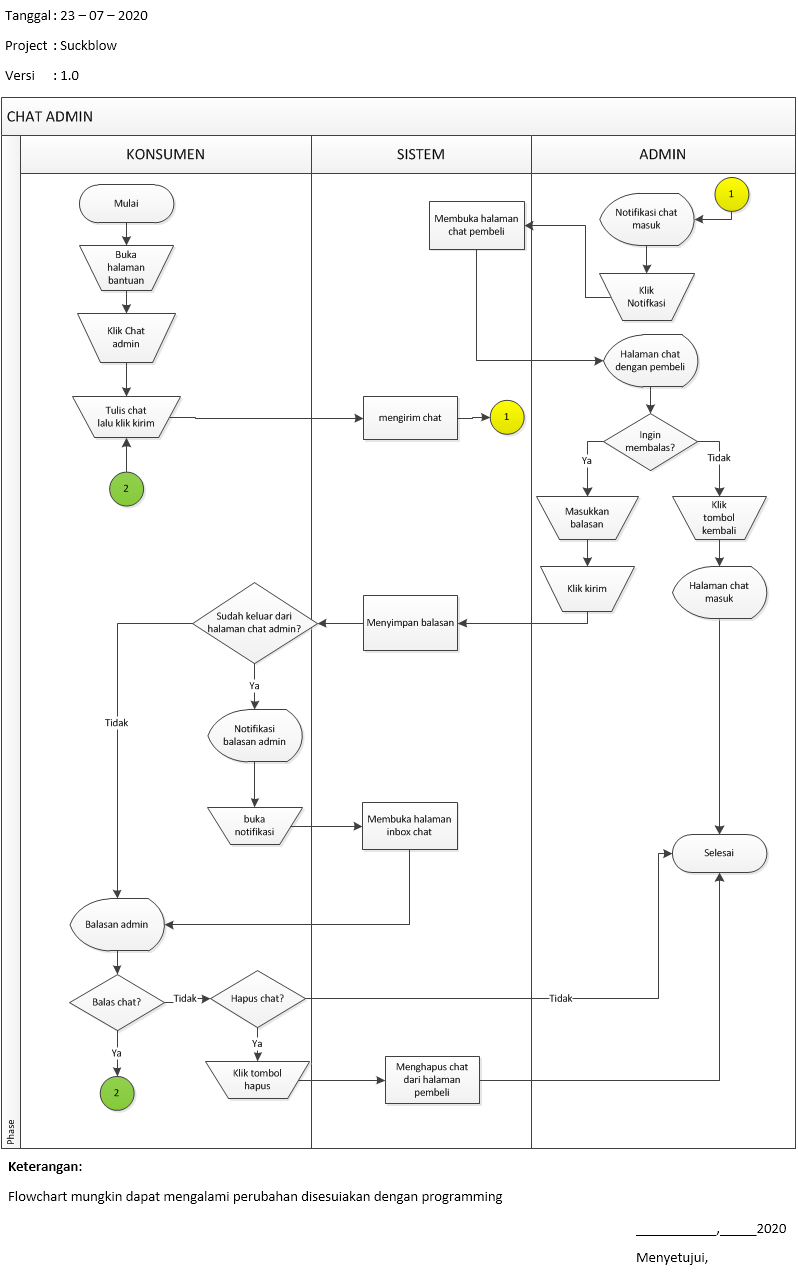 Tanggal : 23 – 07 – 2020
Project : Suckblow
Versi : 1.0
CHAT ADMIN
KONSUMEN
SISTEM
ADMIN
Mulai
Buka
halaman
bantuan
Klik Chat
admin
Tulis chat
lalu klik kirim
2
mengirim chat
1
Membuka halaman
chat pembeli
1
Notifikasi chat
masuk
Klik
Notifkasi
Halaman chat
dengan pembeli
Ingin
membalas?
Ya
Tidak
Masukkan
balasan
Klik
tombol
kembali
Klik kirim
Halaman chat
masuk
Menyimpan balasan
Sudah keluar dari
halaman chat admin?
Ya
Tidak
Notifikasi
balasan admin
buka
notifikasi
Membuka halaman
inbox chat
Selesai
Balasan admin
Balas chat?
Tidak
Hapus chat?
Tidak
Ya
Ya
2
Klik tombol
hapus
Menghapus chat
dari halaman
pembeli
Phase
Keterangan:
Flowchart mungkin dapat mengalami perubahan disesuiakan dengan programming
___________,_____2020
Menyetujui,